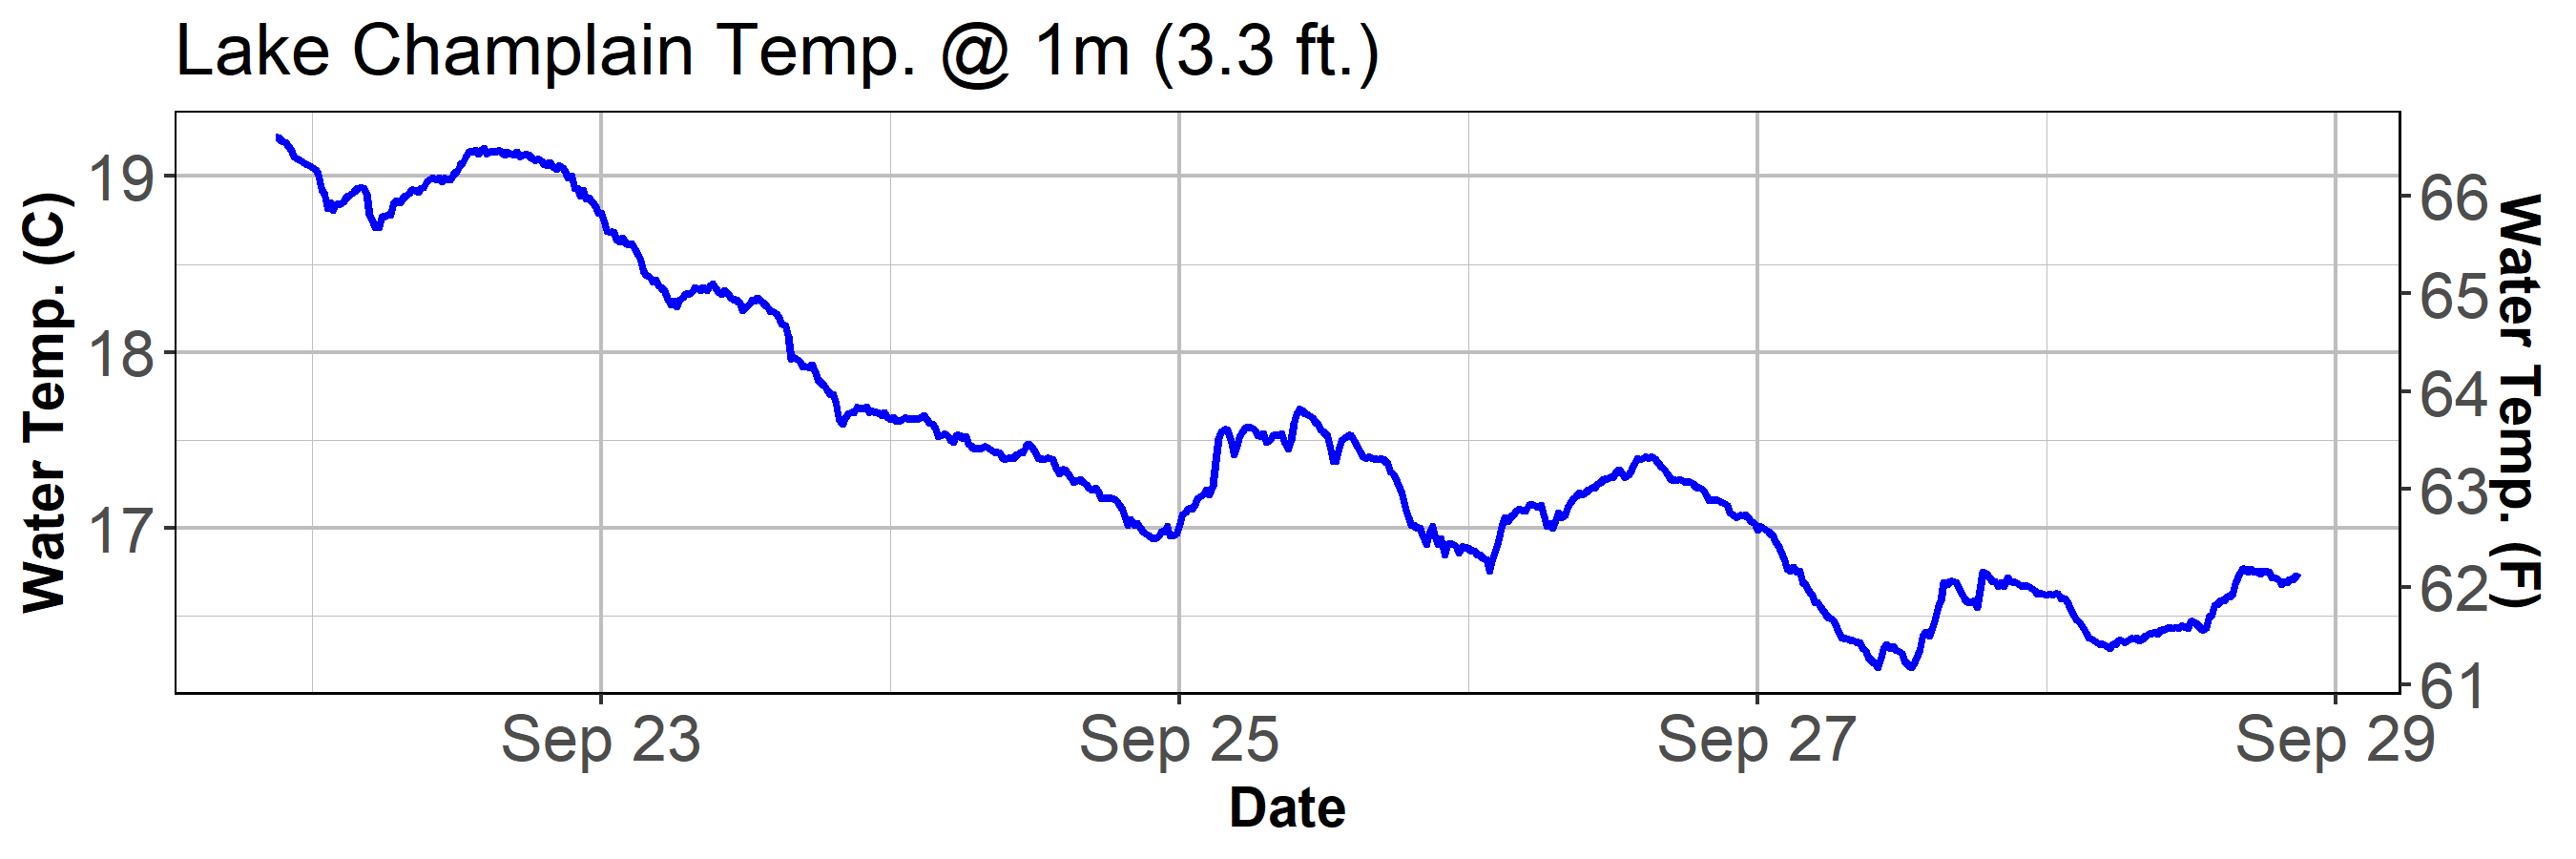 Lake Champlain Temp. @ 1m (3.3 ft.)
Water Temp. (C)
19
18
17
66
65
64
63
62
61
Water Temp. (F)
Sep 23 Sep 25 Sep 27 Sep 29
Date